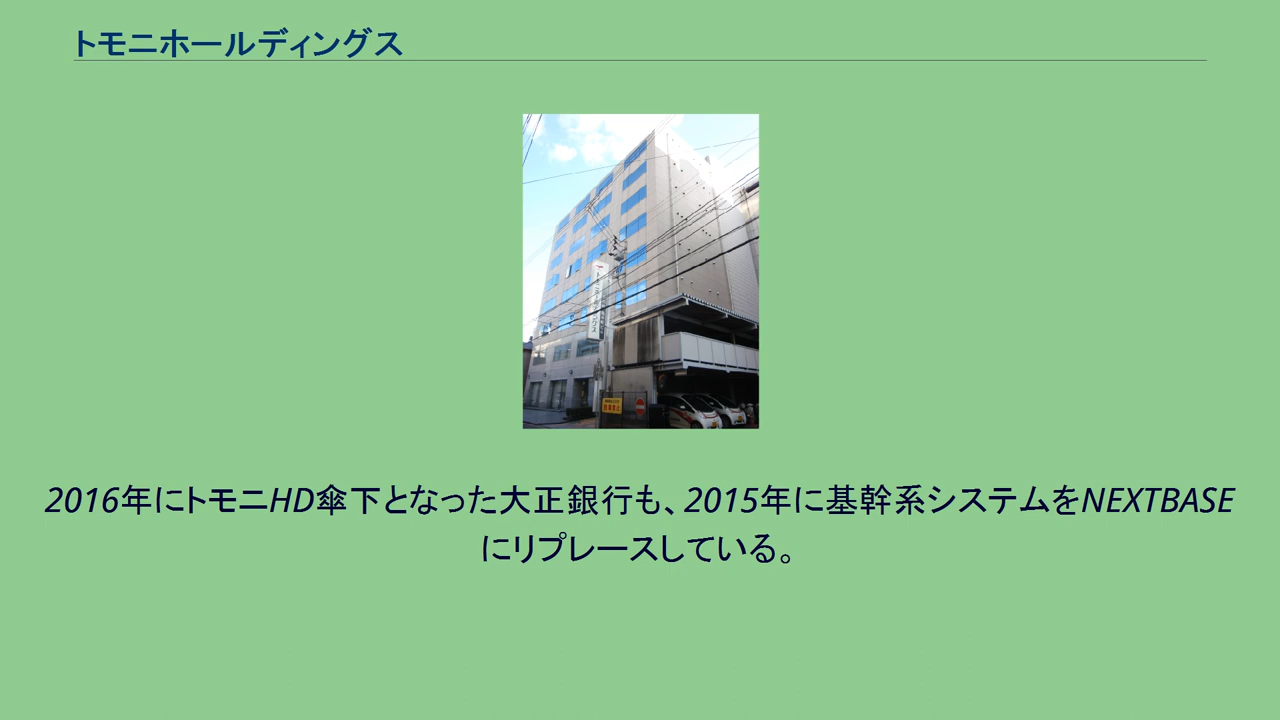 トモニホールディングス
2016年にトモニHD傘下となった大正銀行も、2015年に基幹系システムをNEXTBASE
にリプレースしている。